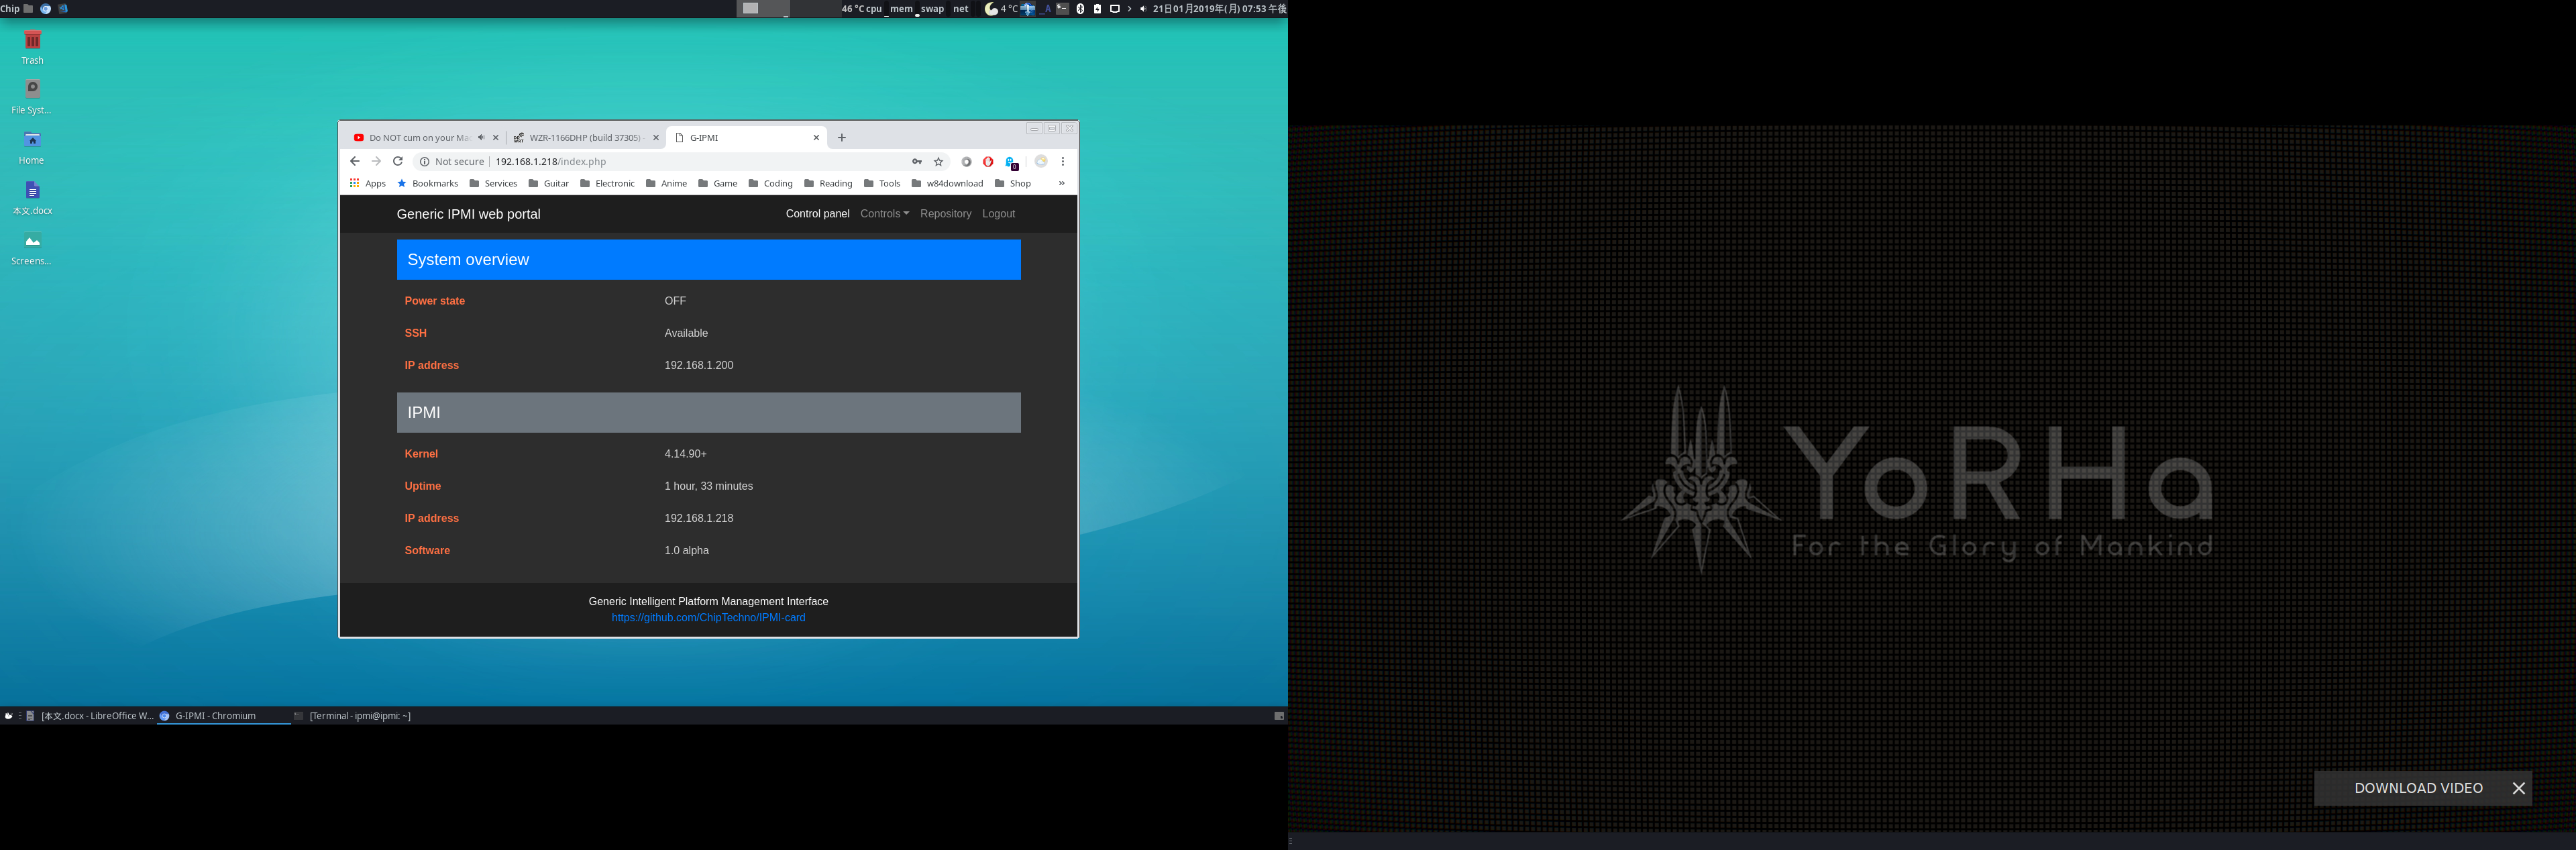 Chip
46 °C cpu mem swap net 4 °C 21日01月2019年(月) 07:53 午後
Trash
File Syst...
Home
本文.docx
Screens...
Do NOT cum on your Mac
WZR-1166DHP (build 37305)
G-IPMI
Not secure | 192.168.1.218/index.php
Apps Bookmarks Services Guitar Electronic Anime Game Coding Reading Tools w84download Shop »
Generic IPMI web portal
Control panel Controls Repository Logout
System overview
Power state OFF
SSH Available
IP address 192.168.1.200
IPMI
Kernel 4.14.90+
Uptime 1 hour, 33 minutes
IP address 192.168.1.218
Software 1.0 alpha
Generic Intelligent Platform Management Interface
https://github.com/ChipTechno/IPMI-card
[本文.docx - LibreOffice W... G-IPMI - Chromium [Terminal - ipmi@ipmi: ~]
YoRHa
For the Glory of Mankind
DOWNLOAD VIDEO